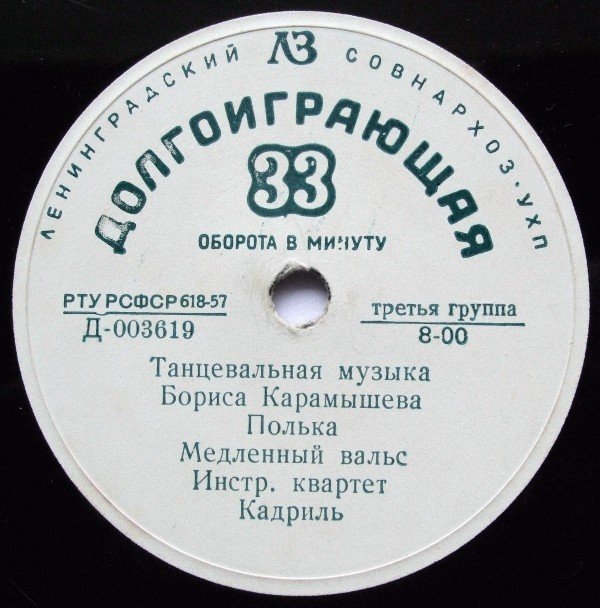 ЛЕНИНГРАДСКИЙ ЛЗ СОВНАРХОЗ·УХП
ДОЛГОИГРАЮЩАЯ
33
ОБОРОТА В МИНУТУ
РТУ РСФСР 618-57
Д-003619
третья группа
8-00
Танцевальная музыка
Бориса Карамышева
Полька
Медленный вальс
Инстр. квартет
Кадриль